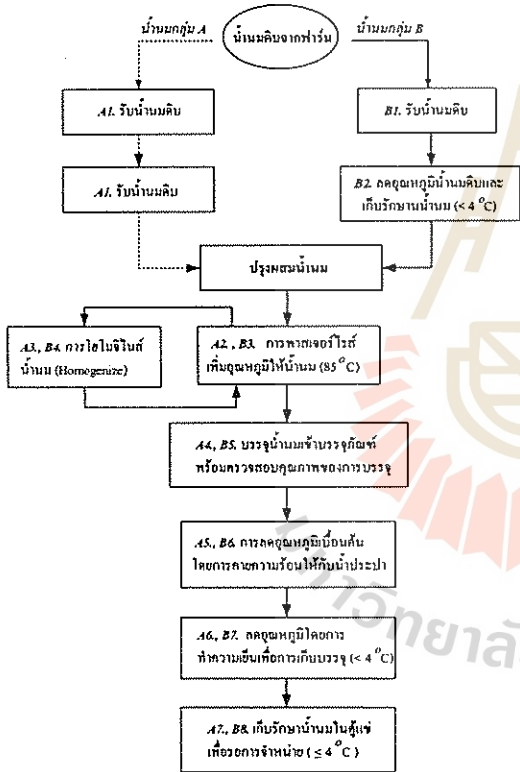 น้ำนมกลุ่ม A
น้ำนมดิบจากฟาร์ม
น้ำนมกลุ่ม B
A1. รับน้ำนมดิบ
B1. รับน้ำนมดิบ
A1. รับน้ำนมดิบ
B2. ลดอุณหภูมิน้ำนมดิบและ
เก็บรักษานน้ำนม (< 4 °C)
ปรุงผสมน้ำนม
A3., B4. การโฮโมจิไนส์
น้ำนม (Homogenize)
A2. , B3. การพาสเจอร์ไรส์
เพิ่มอุณหภูมิให้น้ำนม (85 °C)
A4., B5. บรรจุน้ำนมเข้าบรรจุภัณฑ์
พร้อมตรวจสอบคุณภาพของการบรรจุ
A5., B6. การลดอุณหภูมิเบื้อนต้น
โดยการคายความร้อนให้กับน้ำประปา
A6., B7. ลดอุณหภูมิโดยการ
ทำความเย็นเพื่อการเก็บบรรจุ (< 4 °C)
A7., B8. เก็บรักษาน้ำนมในตู้แช่
เพื่อรอการจำหน่าย ( ≤ 4 °C)